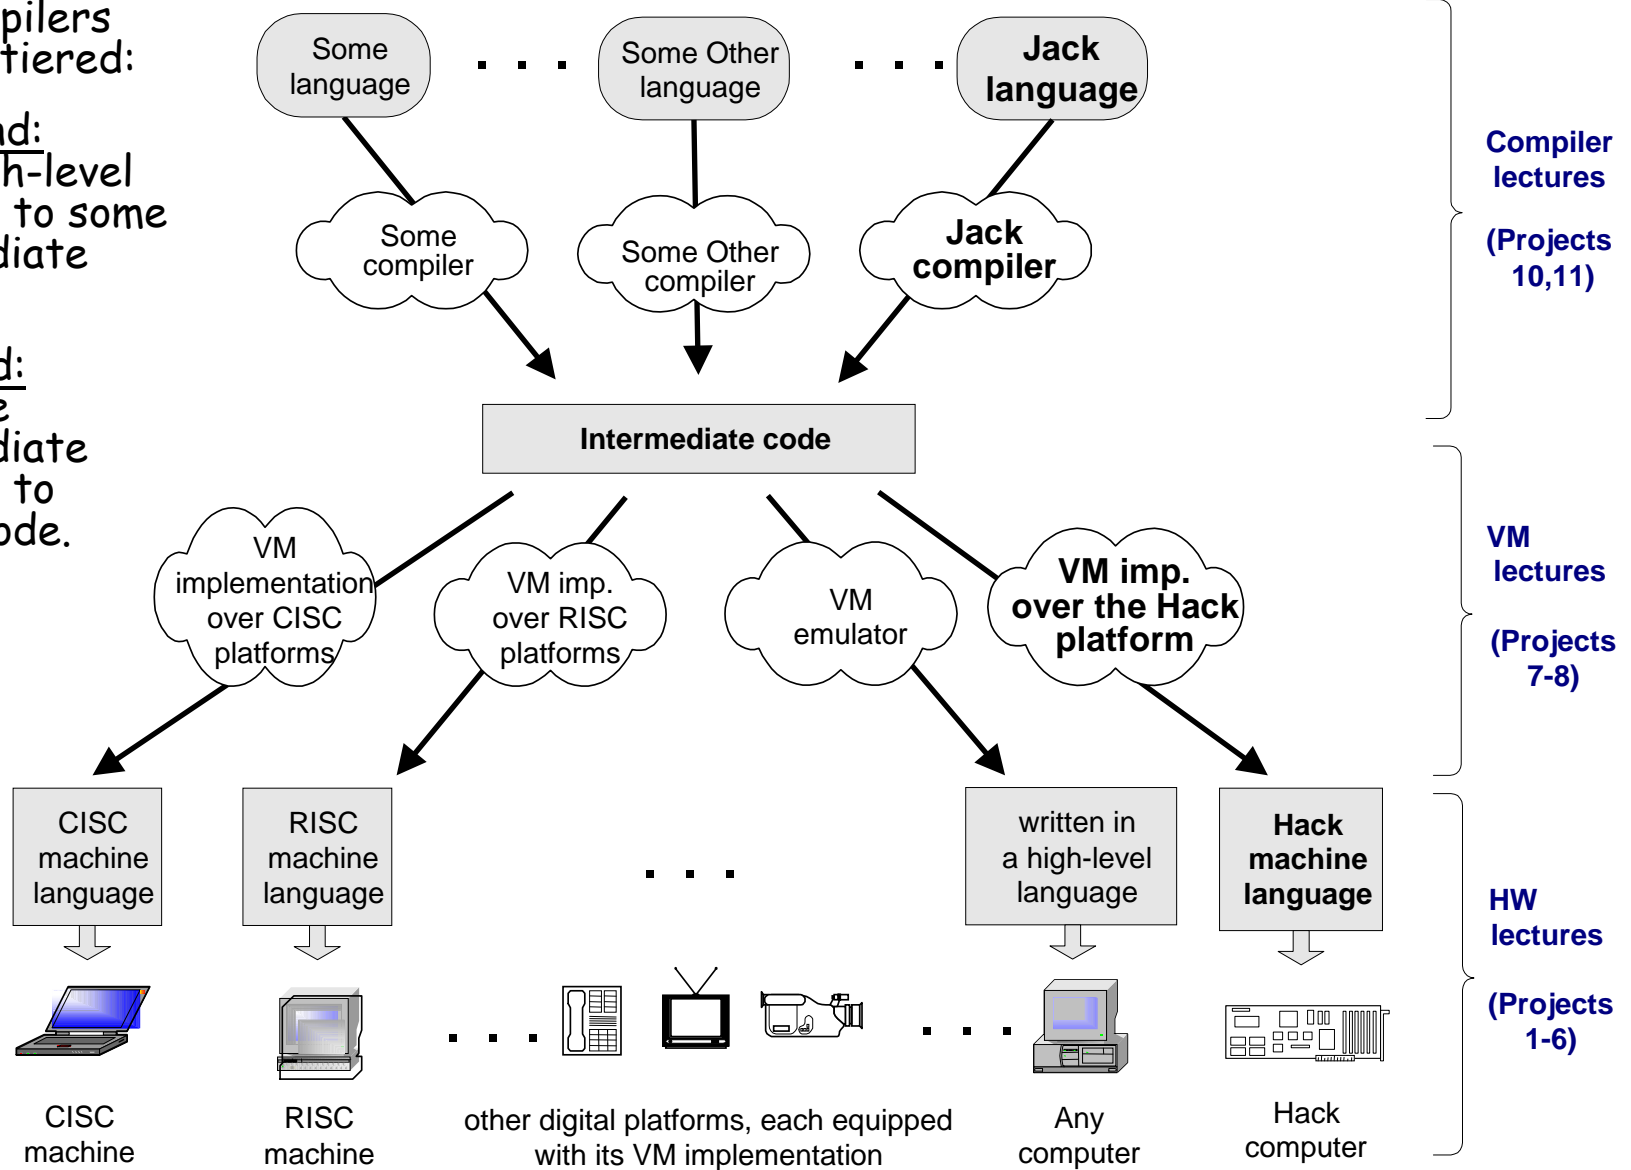 pilers
tiered:
nd:
h-level
to some
diate
d:
e
diate
to
ode.
Some
language
. . .
Some Other
language
. . .
Jack
language
Some
compiler
Some Other
compiler
Jack
compiler
Intermediate code
VM
implementation
over CISC
platforms
VM imp.
over RISC
platforms
VM
emulator
VM imp.
over the Hack
platform
CISC
machine
language
RISC
machine
language
. . .
written in
a high-level
language
Hack
machine
language
. . .
. . .
CISC
machine
RISC
machine
other digital platforms, each equipped
with its VM implementation
Any
computer
Hack
computer
Compiler
lectures
(Projects
10,11)
VM
lectures
(Projects
7-8)
HW
lectures
(Projects
1-6)